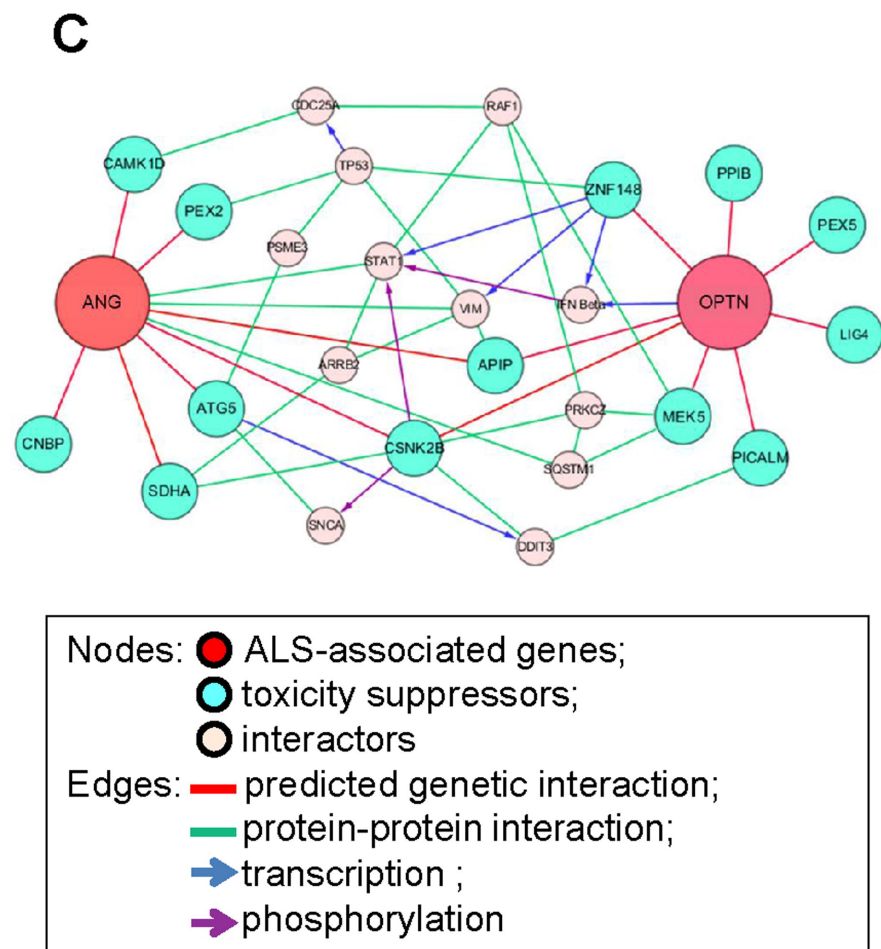 C
CDC25A
RAF1
CAMK1D
TP53
PPIB
ZNF148
PEX2
PEX5
PSME3
STAT1
ANG
VIM
IFN Beta
OPTN
LIG4
ARRB2
APIP
ATG5
PRKCZ
MEK5
CNBP
CSNK2B
SDHA
SQSTM1
PICALM
SNCA
DDIT3
Nodes: ALS-associated genes;
toxicity suppressors;
interactors
Edges: predicted genetic interaction;
protein-protein interaction;
transcription ;
phosphorylation